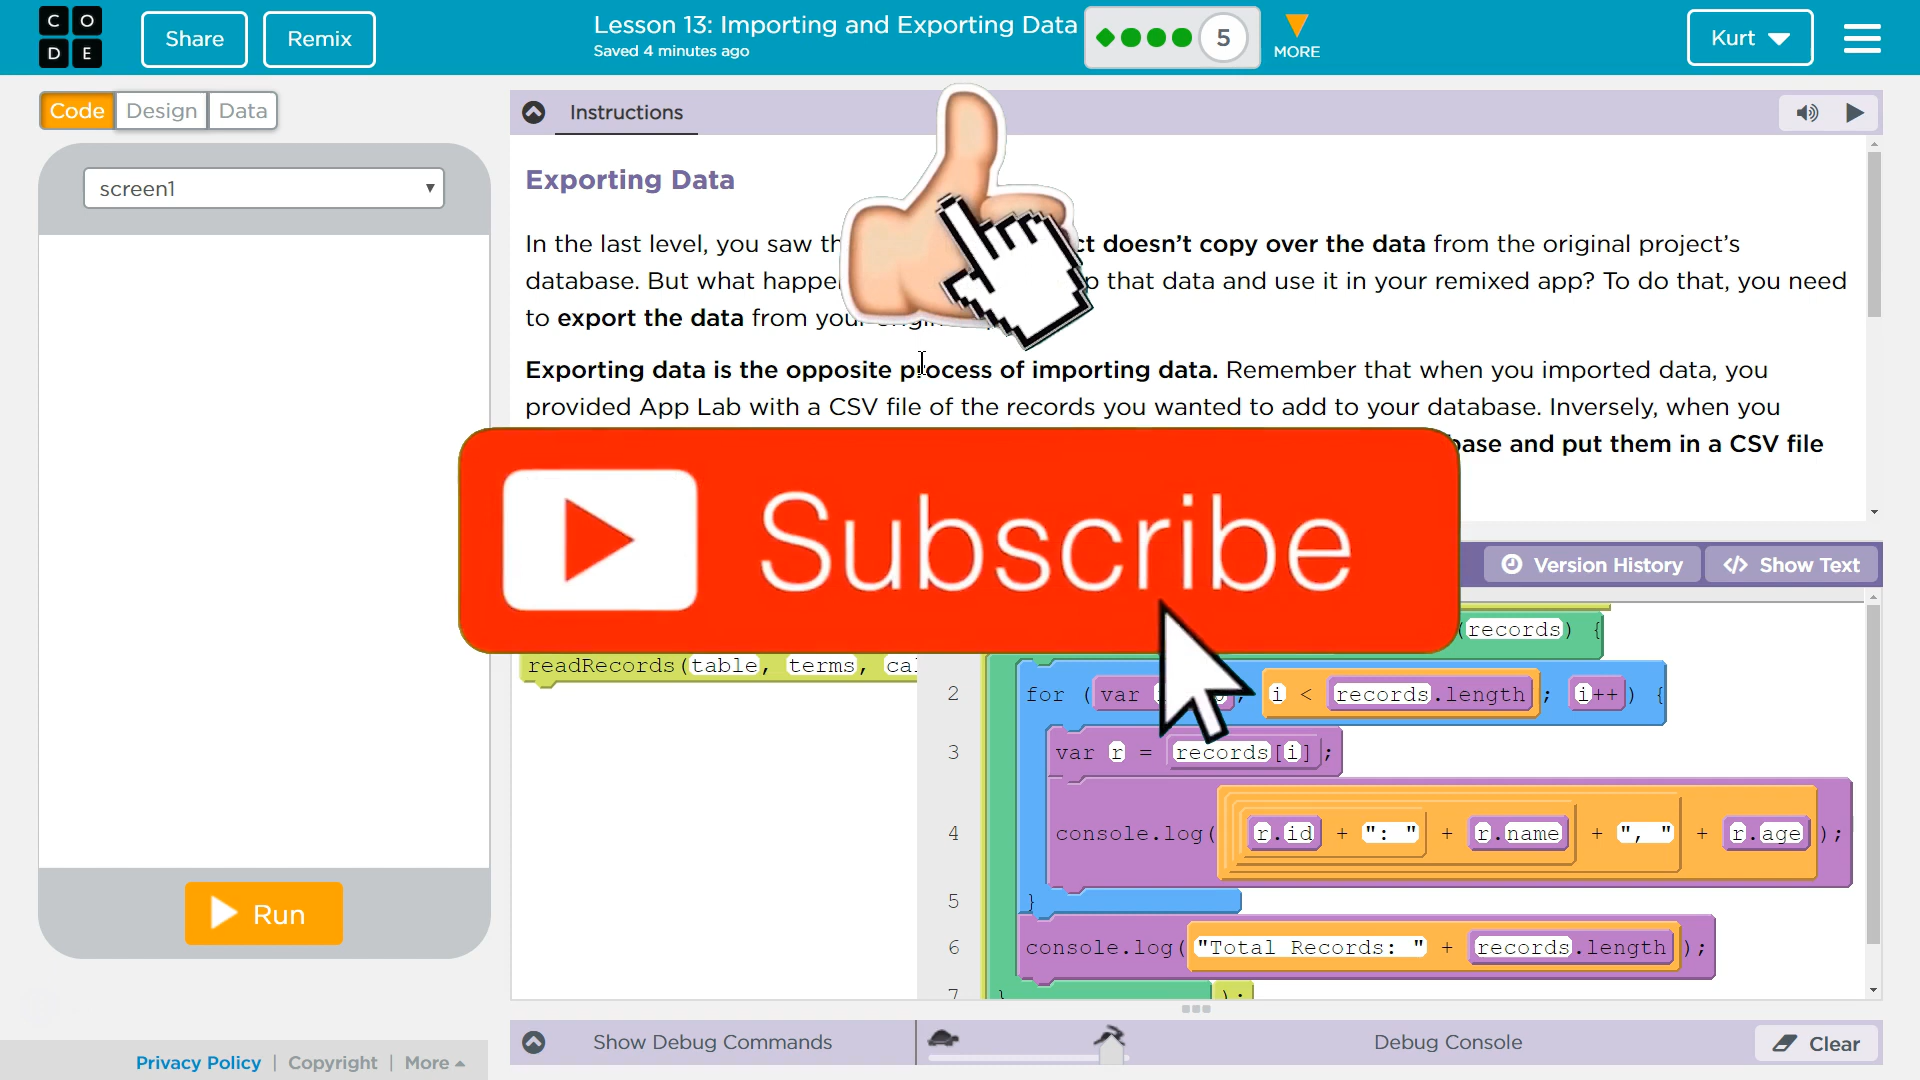 CODE
Share
Remix
Lesson 13: Importing and Exporting Data
Saved 4 minutes ago
5
MORE
Kurt
Code
Design
Data
Instructions
screen1
Exporting Data
In the last level, you saw doesn't copy over the data from the original project's
database. But what that data and use it in your remixed app? To do that, you need
to export the data from
Exporting data is the opposite process of importing data. Remember that when you imported data, you
provided App Lab with a CSV file of the records you wanted to add to your database. Inversely, when you
and put them in a CSV file
Subscribe
Version History
</> Show Text
(records) {
readRecords(table, terms,
2 for (var ; i < records.length; i++) {
3 var r = records[i];
4 console.log(r.id + ": " + r.name + ", " + r.age);
5 }
6 console.log("Total Records: " + records.length);
7 } );
Run
Show Debug Commands
Debug Console
Clear
Privacy Policy | Copyright | More